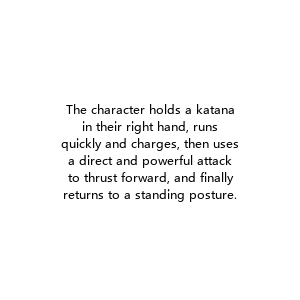 The character holds a katana
in their right hand, runs
quickly and charges, then uses
a direct and powerful attack
to thrust forward, and finally
returns to a standing posture.